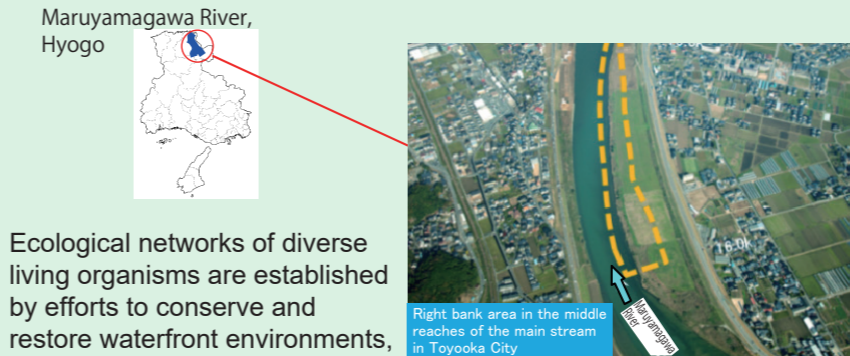 Maruyamagawa River,
Hyogo
Ecological networks of diverse
living organisms are established
by efforts to conserve and
restore waterfront environments,
16.0k
Maruyamagawa
River
Right bank area in the middle
reaches of the main stream
in Toyooka City